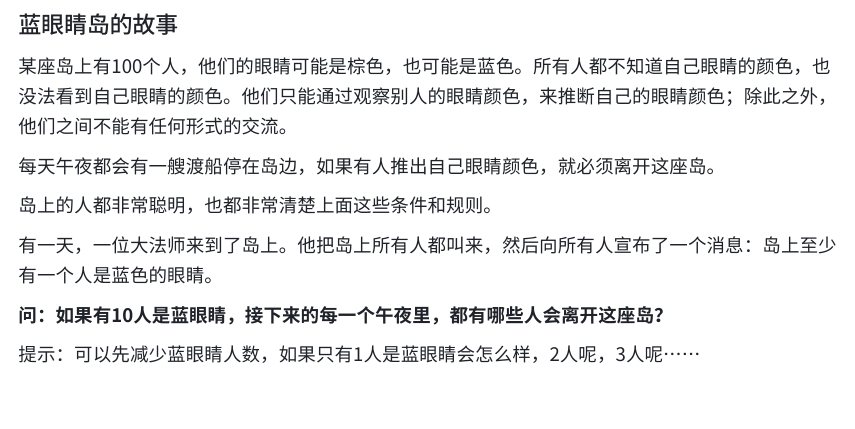 蓝眼睛岛的故事
某座岛上有100个人，他们的眼睛可能是棕色，也可能是蓝色。所有人都不知道自己眼睛的颜色，也
没法看到自己眼睛的颜色。他们只能通过观察别人的眼睛颜色，来推断自己的眼睛颜色；除此之外，
他们之间不能有任何形式的交流。
每天午夜都会有一艘渡船停在岛边，如果有人推出自己眼睛颜色，就必须离开这座岛。
岛上的人都非常聪明，也都非常清楚上面这些条件和规则。
有一天，一位大法师来到了岛上。他把岛上所有人都叫来，然后向所有人宣布了一个消息：岛上至少
有一个人是蓝色的眼睛。
问：如果有10人是蓝眼睛，接下来的每一个午夜里，都有哪些人会离开这座岛？
提示：可以先减少蓝眼睛人数，如果只有1人是蓝眼睛会怎么样，2人呢，3人呢……